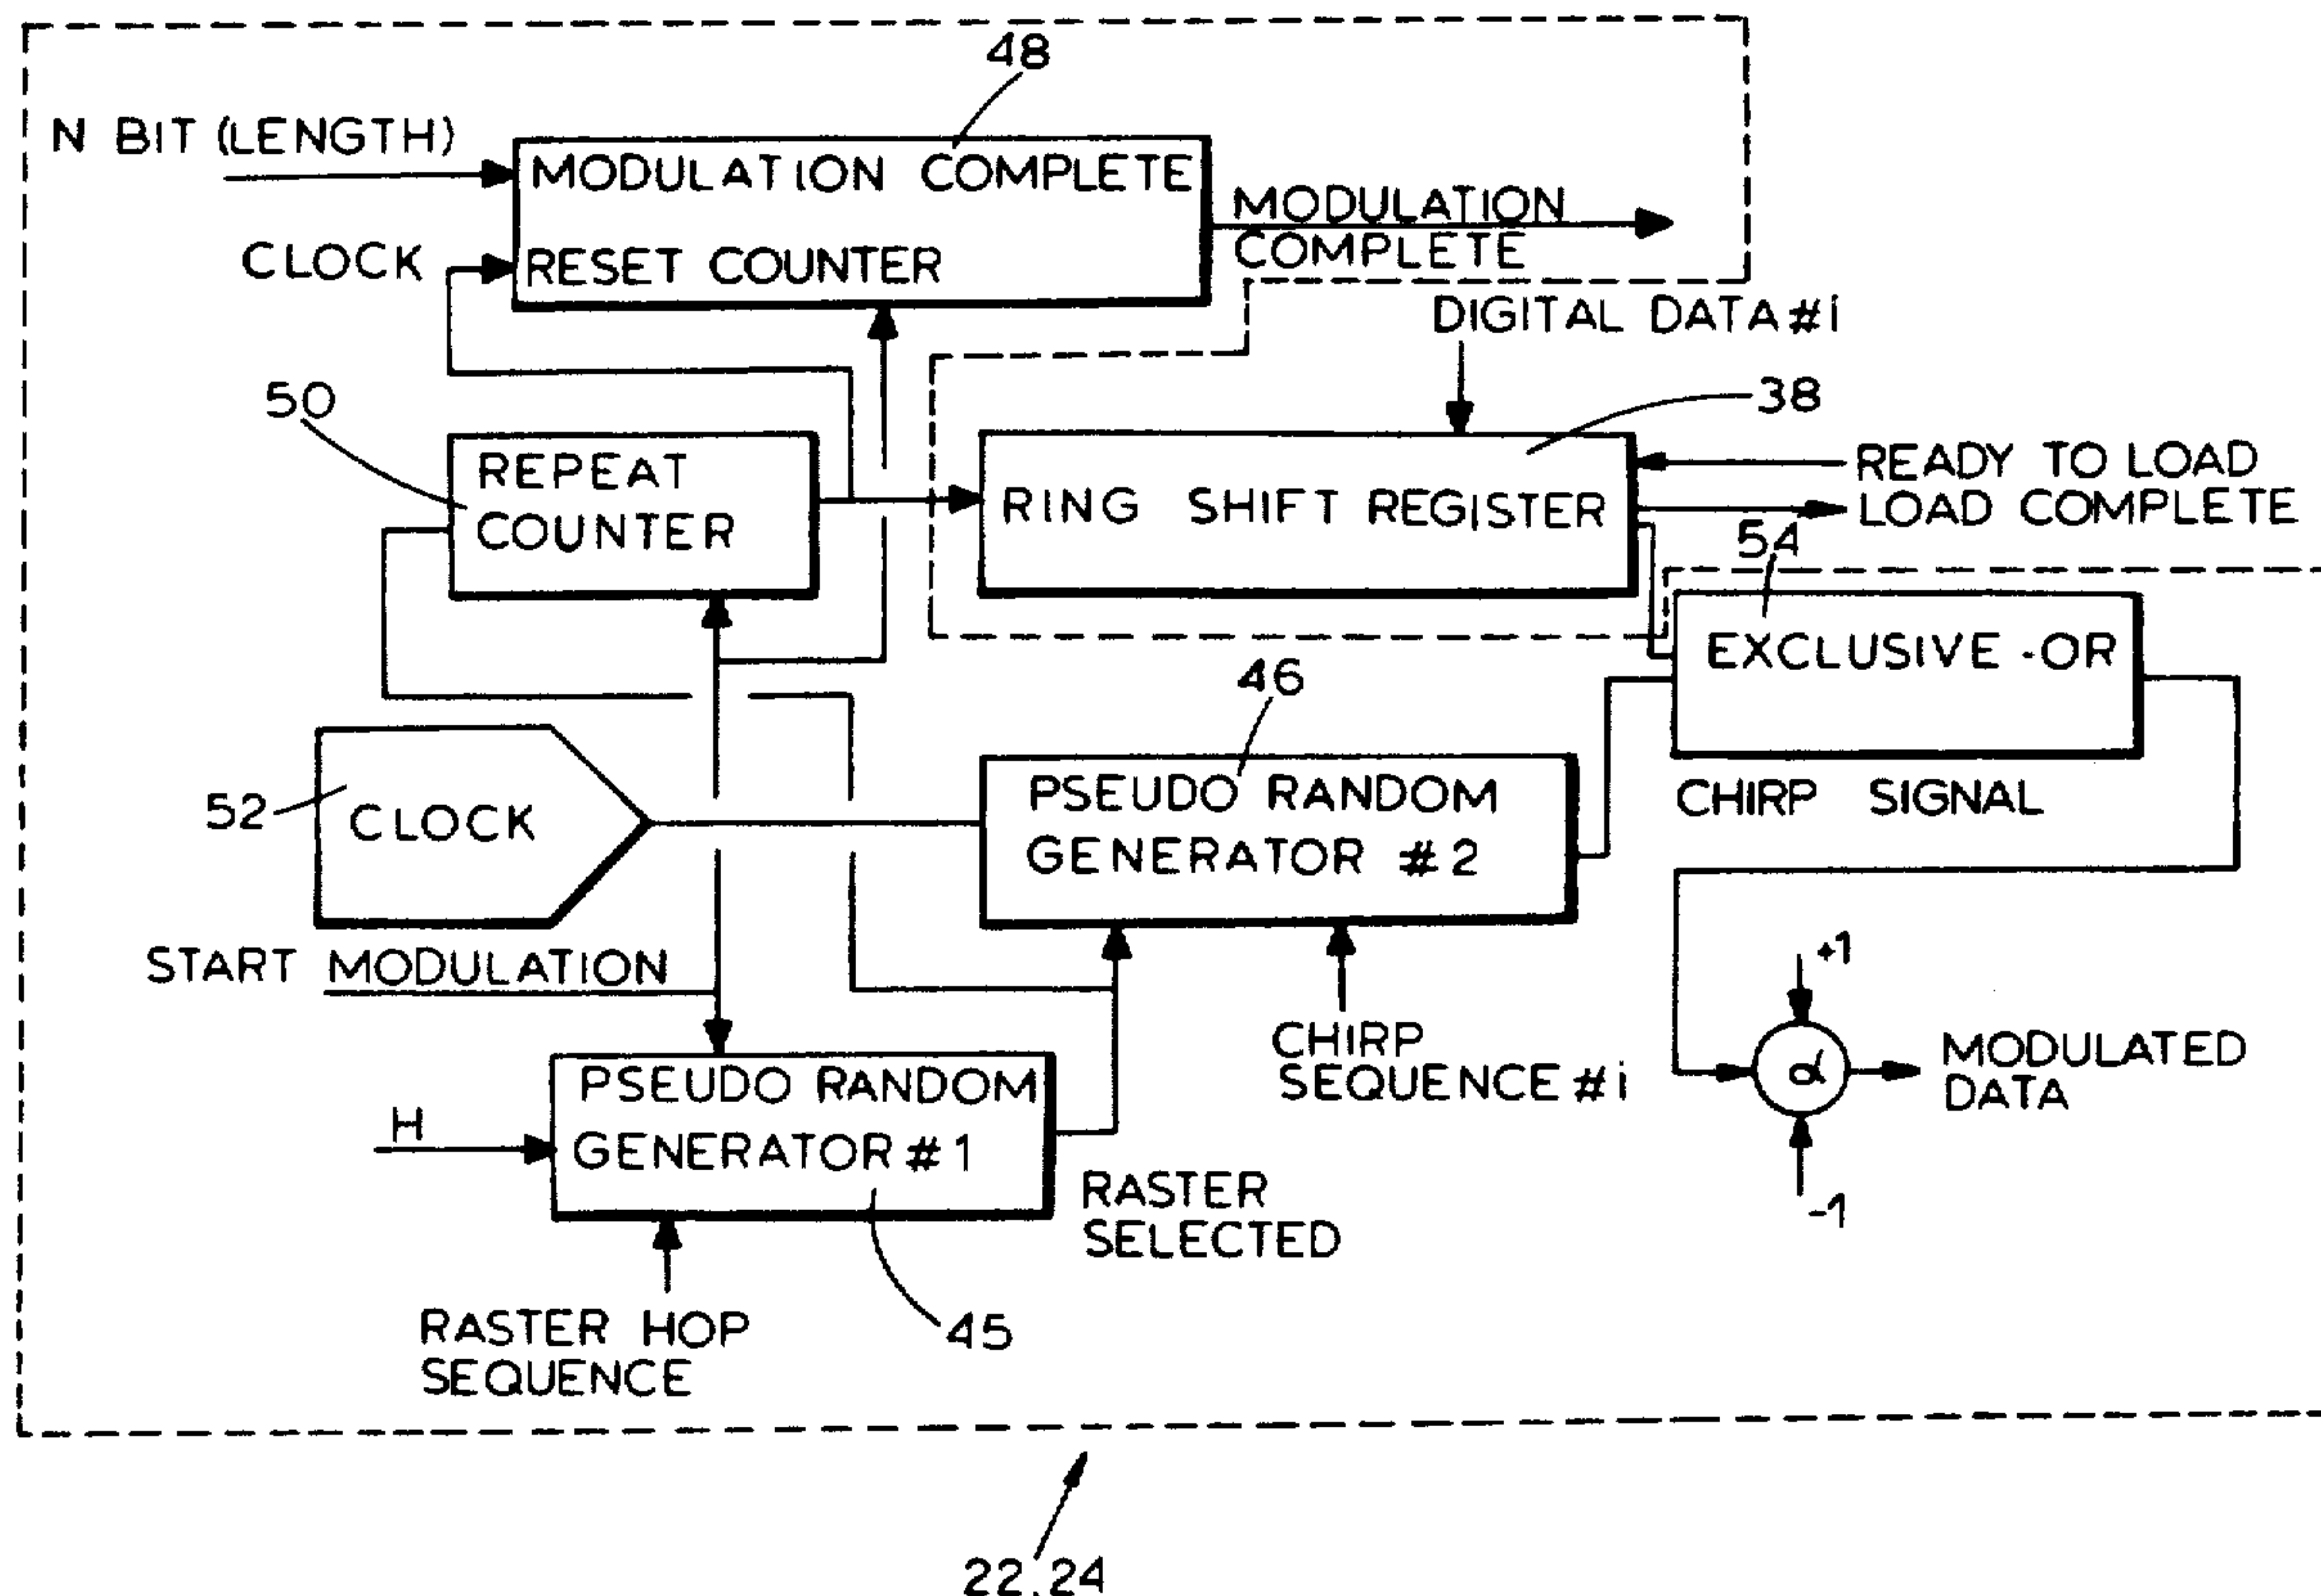 48
N BIT (LENGTH)
MODULATION COMPLETE
MODULATION
COMPLETE
CLOCK
RESET COUNTER
DIGITAL DATA #i
50
38
REPEAT
COUNTER
RING SHIFT REGISTER
READY TO LOAD
LOAD COMPLETE
54
EXCLUSIVE -OR
46
52
CLOCK
PSEUDO RANDOM
GENERATOR #2
CHIRP SIGNAL
START MODULATION
+1
CHIRP
SEQUENCE #i
α
MODULATED
DATA
-1
H
PSEUDO RANDOM
GENERATOR #1
RASTER
SELECTED
RASTER HOP
SEQUENCE
45
22,24